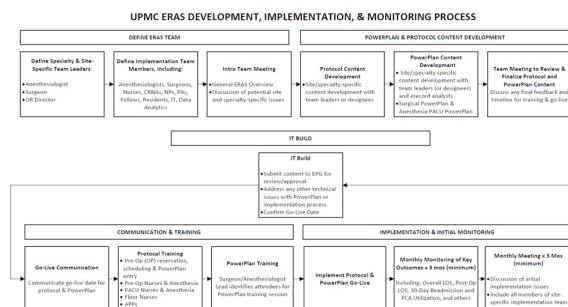 UPMC ERAS DEVELOPMENT, IMPLEMENTATION, & MONITORING PROCESS
DEFINE ERAS TEAM
POWERPLAN & PROTOCOL CONTENT DEVELOPMENT
Define Specialty & Site-
Specific Team Leaders:
•Anesthesiologist
•Surgeon
•OR Director
Define Implementation Team
Members, Including:
Anesthesiologists, Surgeons,
Nurses, CRNAs, NPs, PAs,
Fellows, Residents, IT, Data
Analytics
Intro Team Meeting
•General ERAS Overview
•Discussion of potential site
and specialty-specific issues
Protocol Content
Development
•Site/specialty-specific
content development with
team leaders or designees
PowerPlan Content
Development
• Site/specialty-specific
content development with
team leaders (or designees)
and erecord analysts
• Surgical PowerPlan &
Anesthesia PACU PowerPlan
Team Meeting to Review &
Finalize Protocol and
PowerPlan Content
Discuss any final feedback and
timeline for training & go-live
IT BUILD
IT Build
•Submit content to EPG for
review/approval
•Address any other technical
issues with PowerPlan or
implementation process
•Confirm Go-Live Date
COMMUNICATION & TRAINING
IMPLEMENTATION & INITIAL MONITORING
Go-Live Communication
Communicate go-live date for
protocol & PowerPlan
Protocol Training
• Pre-Op (OP) reservation,
scheduling & PowerPlan
entry
• Pre-Op Nurses & Anesthesia
• PACU Nurses & Anesthesia
• Floor Nurses
• APPs
PowerPlan Training
Surgeon/Anesthesiologist
Lead identifies attendees for
PowerPlan training session
Implement Protocol &
PowerPlan Go-Live
Monthly Monitoring of Key
Outcomes x 3 mos (minimum)
Including: Overall LOS, Post-Op
LOS, 30-Day Readmission and
PCA Utilization, and others
Monthly Meeting x 3 Mos
(minimum)
•Discussion of initial
implementation issues
•Include all members of site-
specific implementation team